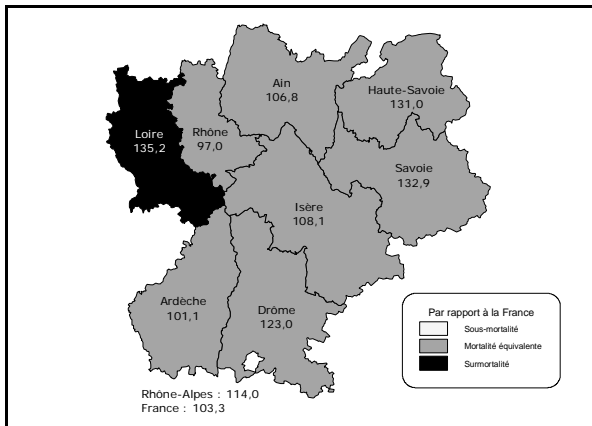 Ain
106,8
Haute-Savoie
131,0
Loire
135,2
Rhône
97,0
Savoie
132,9
Isère
108,1
Ardèche
101,1
Drôme
123,0
Par rapport à la France
Sous-mortalité
Mortalité équivalente
Surmortalité
Rhône-Alpes : 114,0
France : 103,3